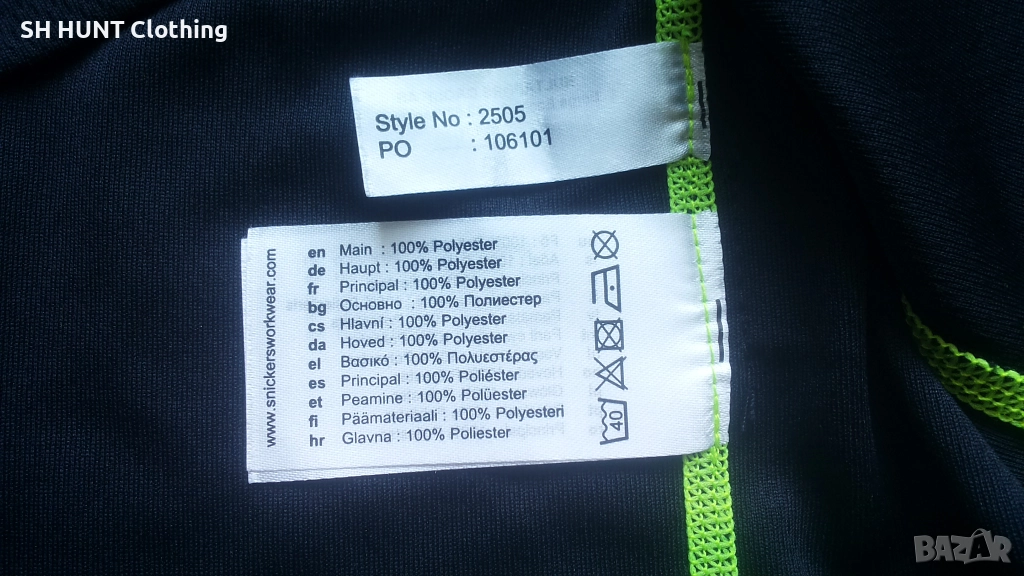 SH HUNT Clothing
Style No : 2505
PO : 106101
www.snickersworkwear.com
en Main : 100% Polyester
de Haupt : 100% Polyester
fr Principal : 100% Polyester
bg Основно : 100% Полиестер
cs Hlavní : 100% Polyester
da Hoved : 100% Polyester
el Βασικό : 100% Πολυεστέρας
es Principal : 100% Poliéster
et Peamine : 100% Polüester
fi Päämateriaali : 100% Polyesteri
hr Glavna : 100% Poliester
40
BAZAR